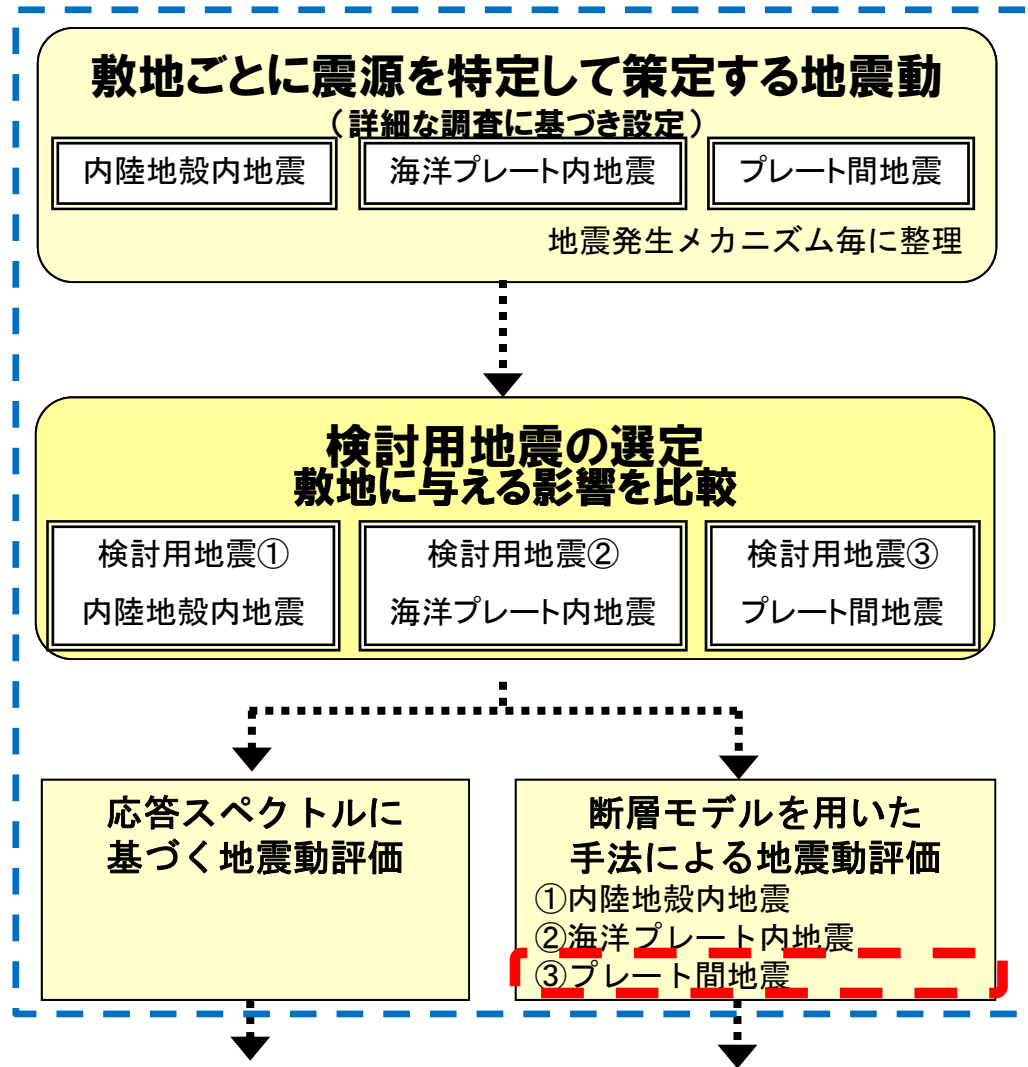 敷地ごとに震源を特定して策定する地震動
（詳細な調査に基づき設定）
内陸地殻内地震
海洋プレート内地震
プレート間地震
地震発生メカニズム毎に整理
検討用地震の選定
敷地に与える影響を比較
検討用地震①
内陸地殻内地震
検討用地震②
海洋プレート内地震
検討用地震③
プレート間地震
応答スペクトルに
基づく地震動評価
断層モデルを用いた
手法による地震動評価
①内陸地殻内地震
②海洋プレート内地震
③プレート間地震